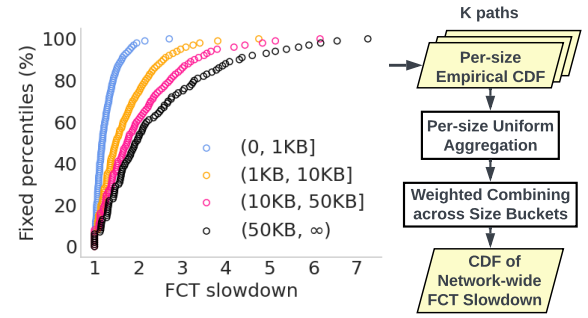 K paths
Per-size
Empirical CDF
Per-size Uniform
Aggregation
Weighted Combining
across Size Buckets
CDF of
Network-wide
FCT Slowdown
Fixed percentiles (%)
100
80
60
40
20
0
(0, 1KB]
(1KB, 10KB]
(10KB, 50KB]
(50KB, ∞)
1 2 3 4 5 6 7
FCT slowdown